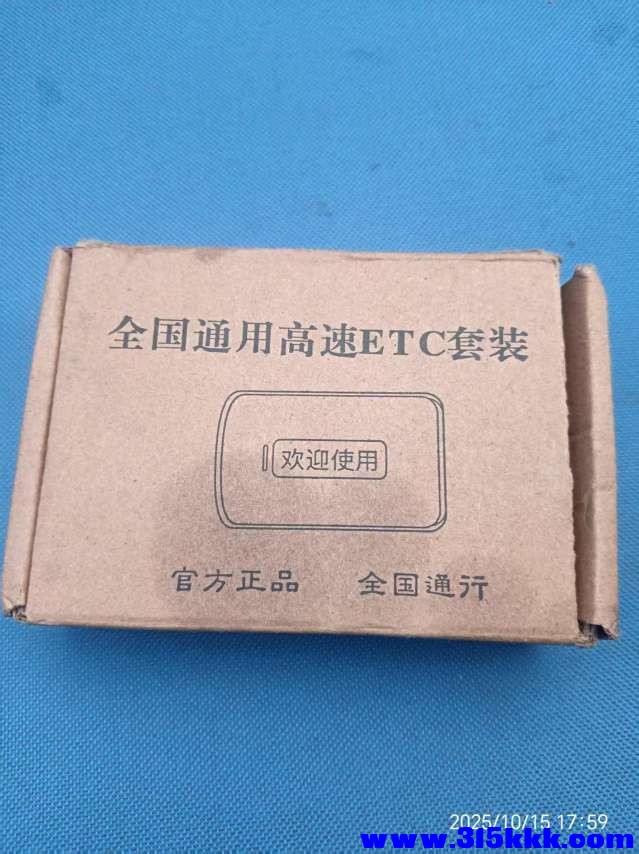 全国通用高速ETC套装
欢迎使用
官方正品 全国通行
2025/10/15 17:59
www.315kkk.com